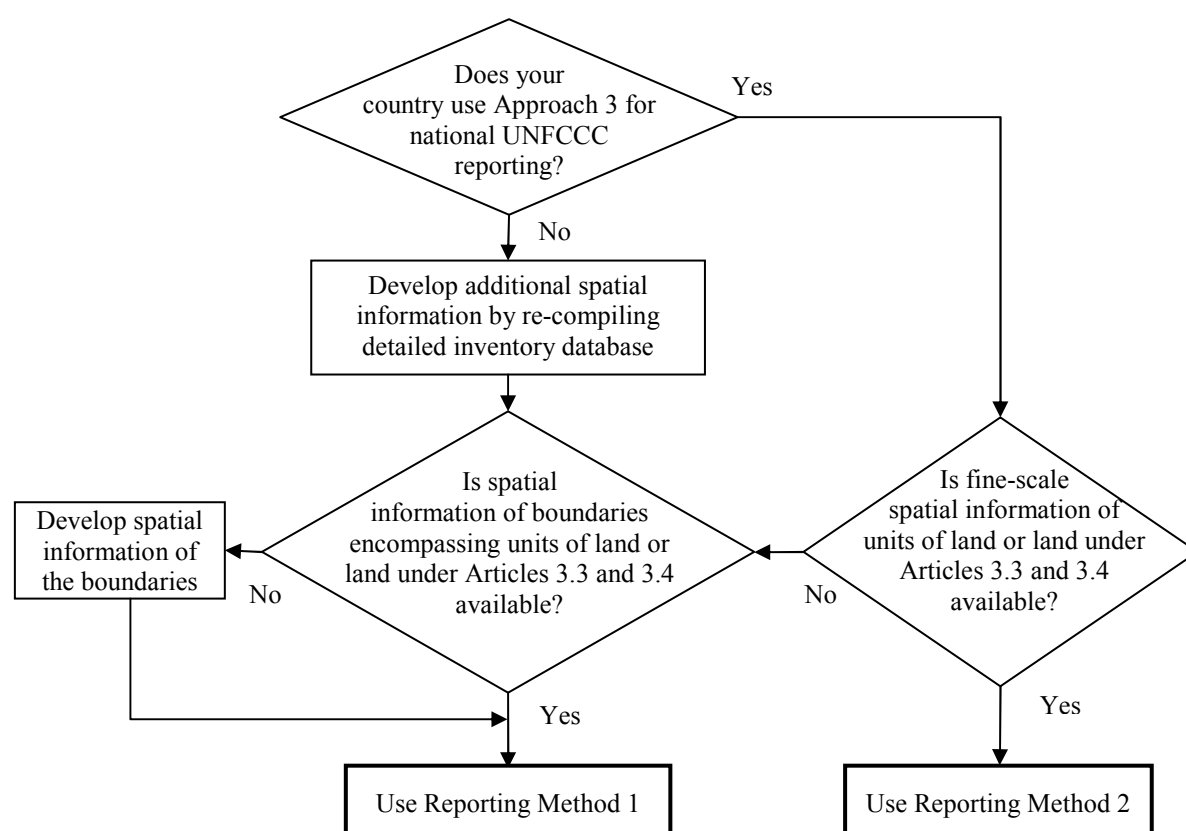 Does your
country use Approach 3 for
national UNFCCC
reporting?
Yes
No
Develop additional spatial
information by re-compiling
detailed inventory database
Is spatial
information of boundaries
encompassing units of land or
land under Articles 3.3 and 3.4
available?
Is fine-scale
spatial information of
units of land or land under
Articles 3.3 and 3.4
available?
Develop spatial
information of
the boundaries
No
No
Yes
Yes
Use Reporting Method 1
Use Reporting Method 2